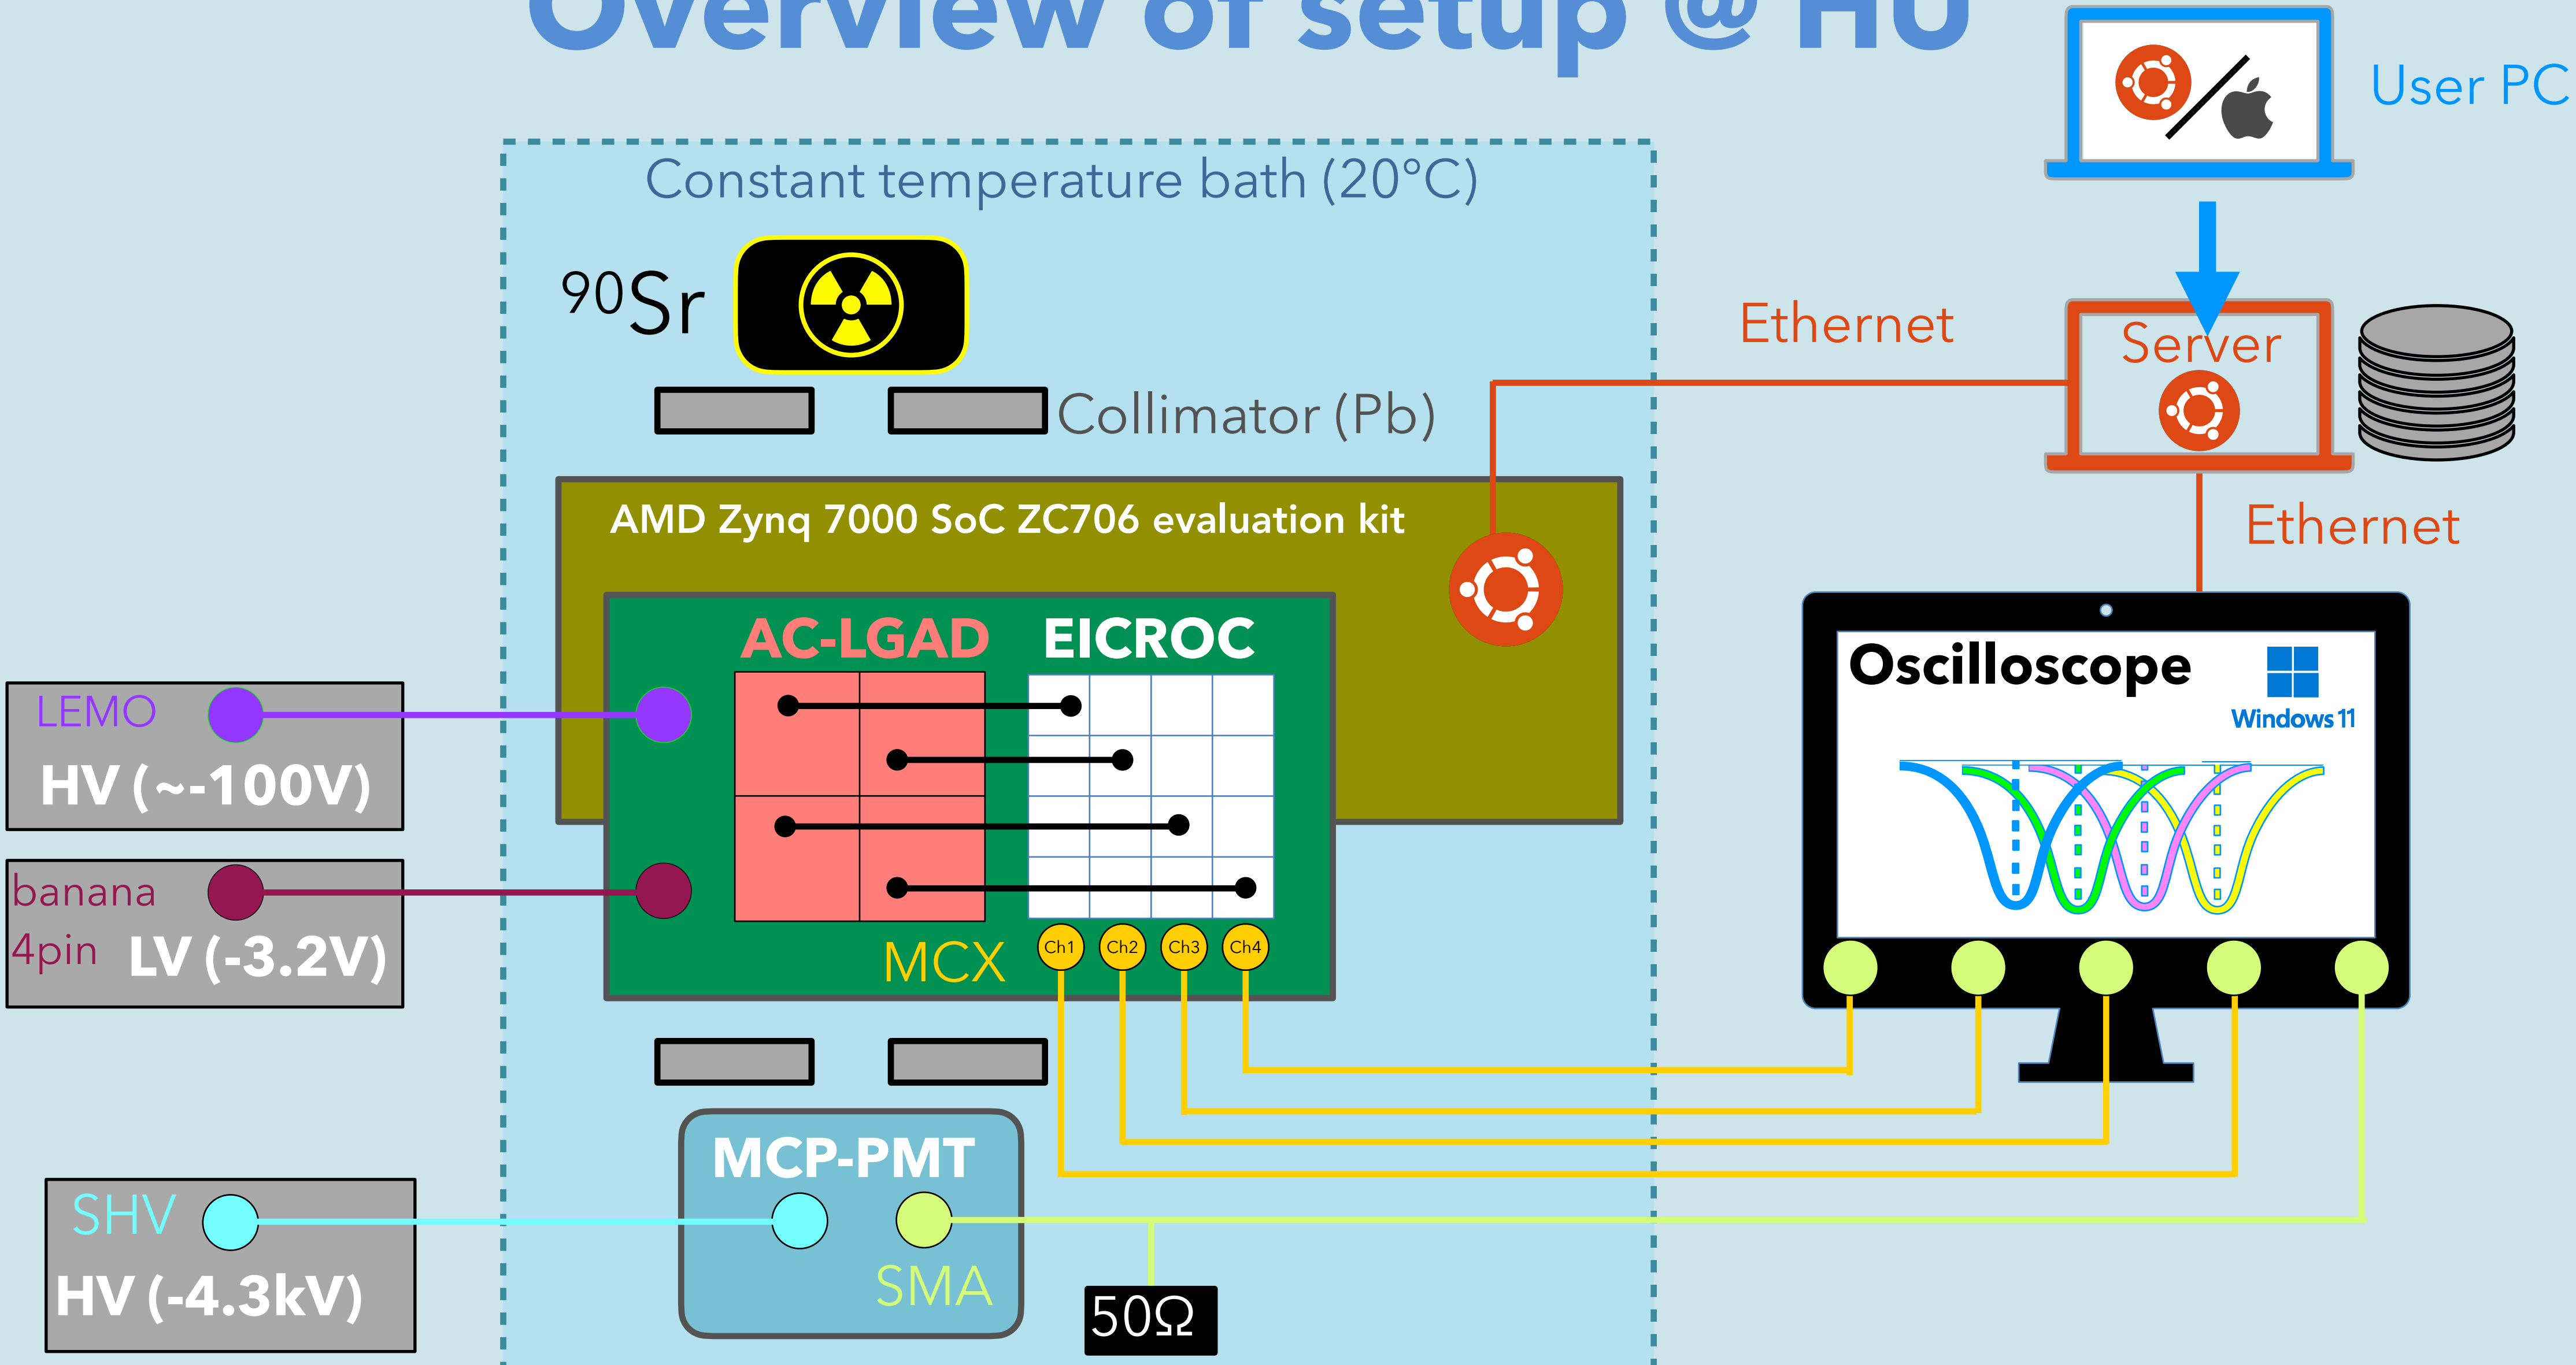 Overview of setup @ HU
User PC
Constant temperature bath (20°C)
⁹⁰Sr
Collimator (Pb)
Ethernet
Server
Ethernet
AMD Zynq 7000 SoC ZC706 evaluation kit
AC-LGAD
EICROC
Oscilloscope
Windows 11
LEMO
HV (~-100V)
banana
4pin
LV (-3.2V)
MCX
Ch1
Ch2
Ch3
Ch4
MCP-PMT
SHV
HV (-4.3kV)
SMA
50Ω